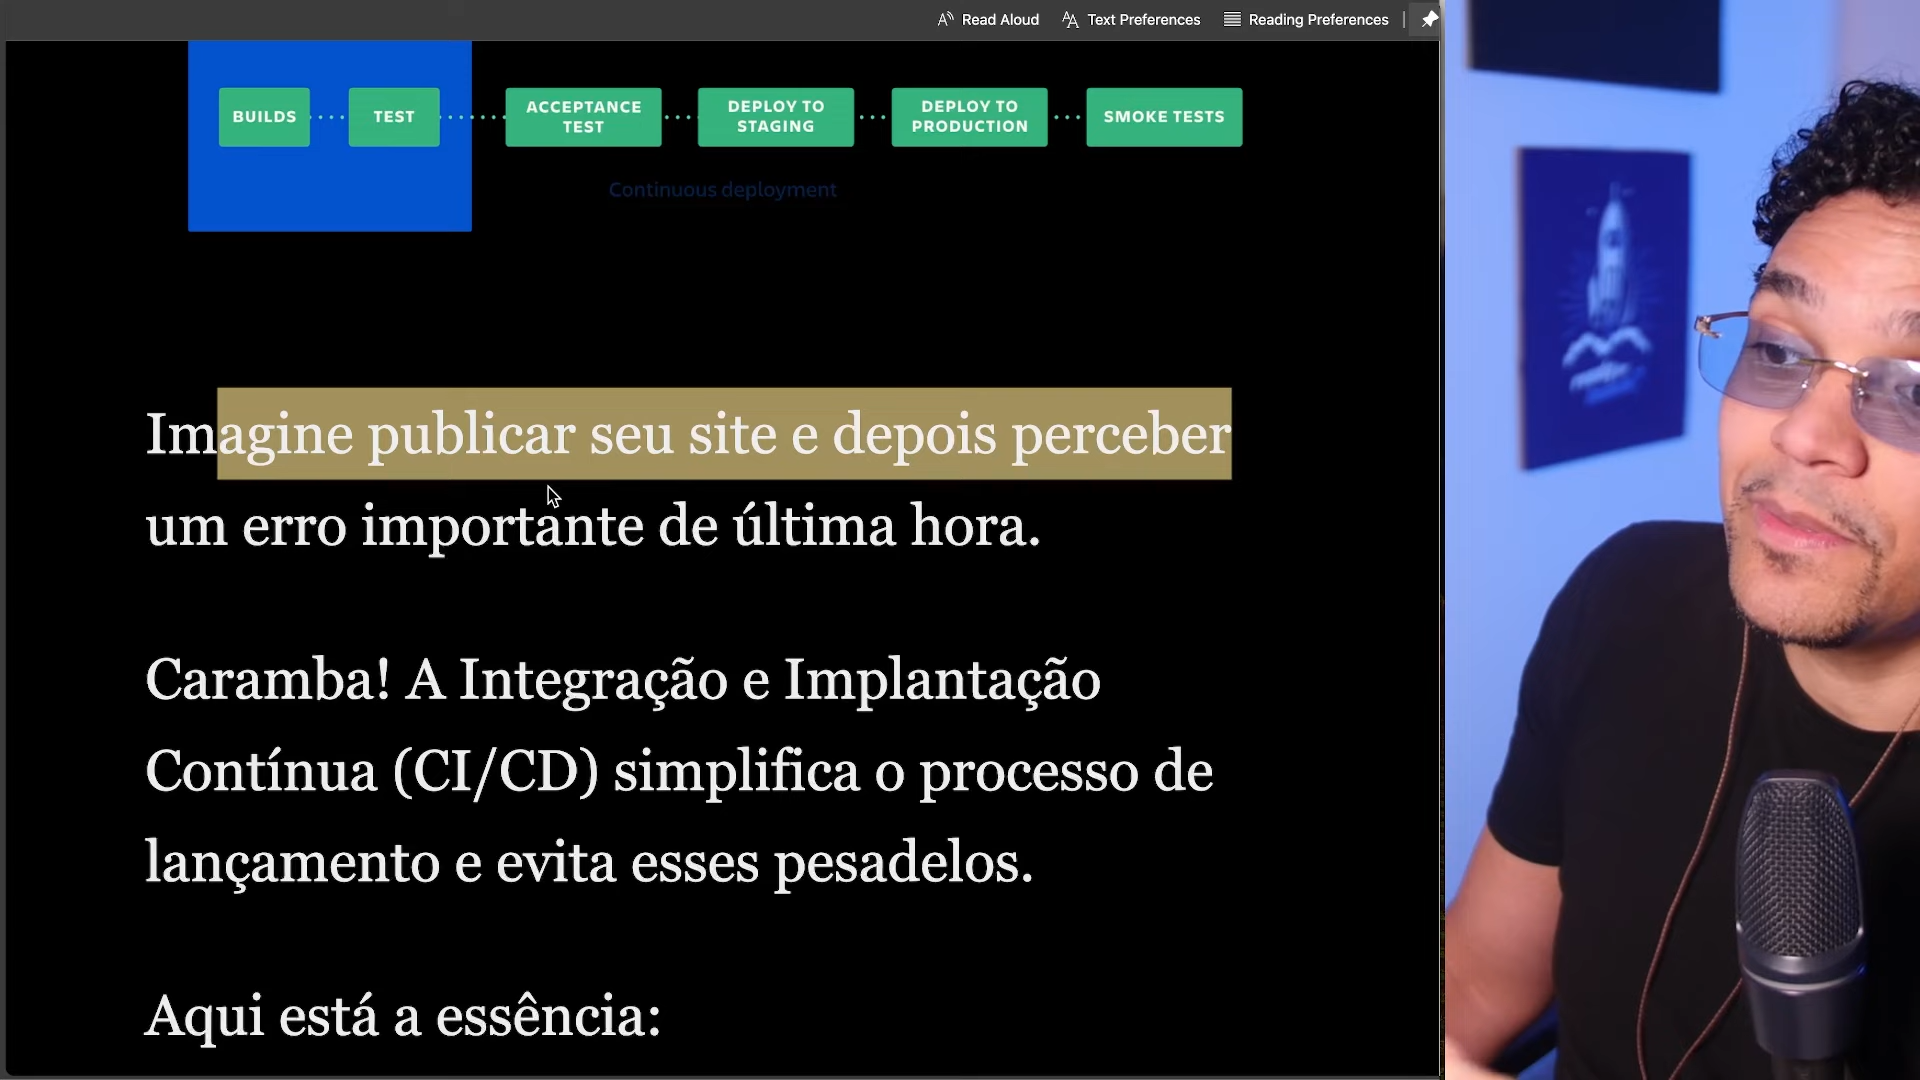 Read Aloud
Text Preferences
Reading Preferences
BUILDS
TEST
ACCEPTANCE
TEST
DEPLOY TO
STAGING
DEPLOY TO
PRODUCTION
SMOKE TESTS
Continuous deployment
Imagine publicar seu site e depois perceber
um erro importante de última hora.
Caramba! A Integração e Implantação
Contínua (CI/CD) simplifica o processo de
lançamento e evita esses pesadelos.
Aqui está a essência: